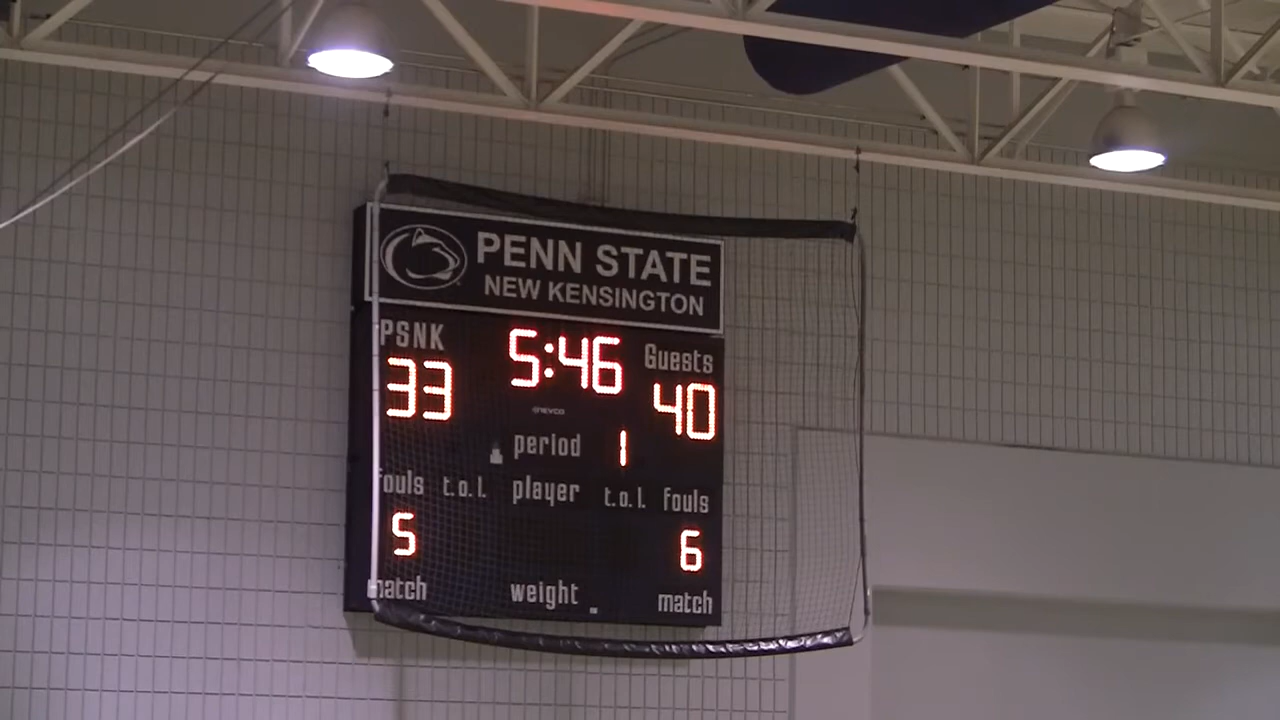 PENN STATE
NEW KENSINGTON
PSNK 5:46 Guests
33 40
NEVCO
period 1
fouls t.o.l. player t.o.l. fouls
5 6
match weight match